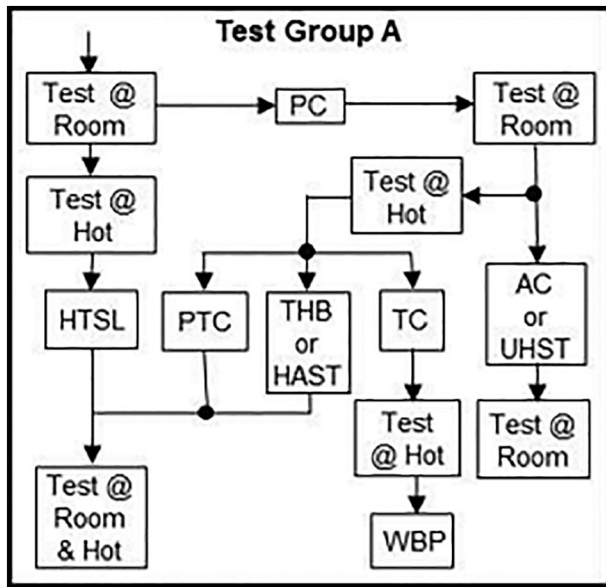 Test Group A
Test @
Room
PC
Test @
Room
Test @
Hot
Test @
Hot
HTSL
PTC
THB
or
HAST
TC
AC
or
UHST
Test
@ Hot
Test @
Room
Test @
Room
& Hot
WBP